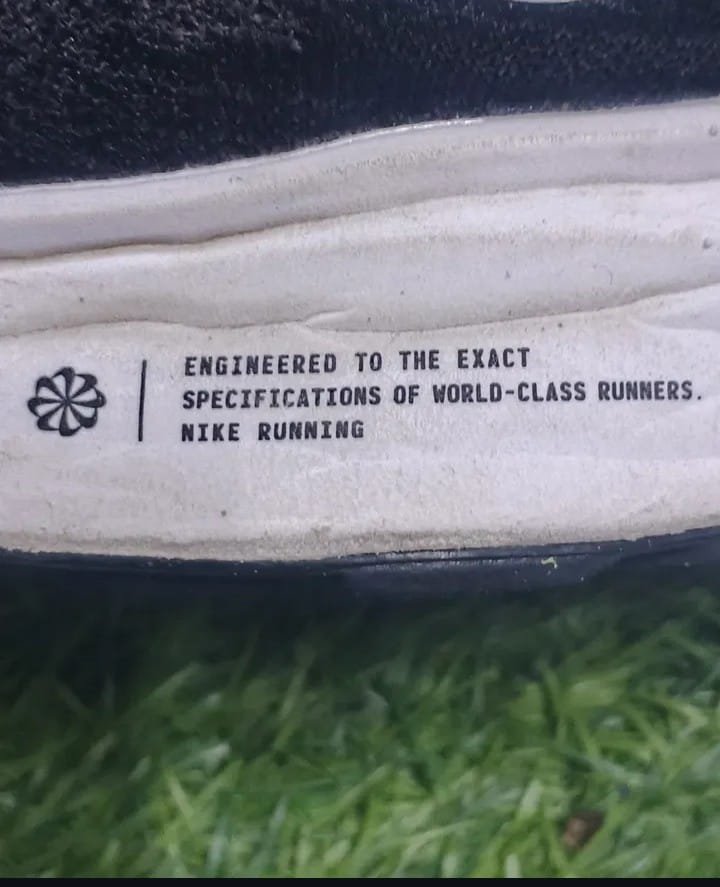 ENGINEERED TO THE EXACT
SPECIFICATIONS OF WORLD-CLASS RUNNERS.
NIKE RUNNING